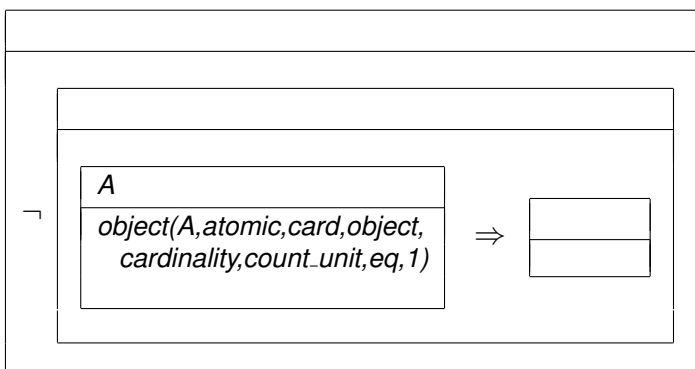 A
¬
object(A,atomic,card,object,
cardinality,count_unit,eq,1)
⇒